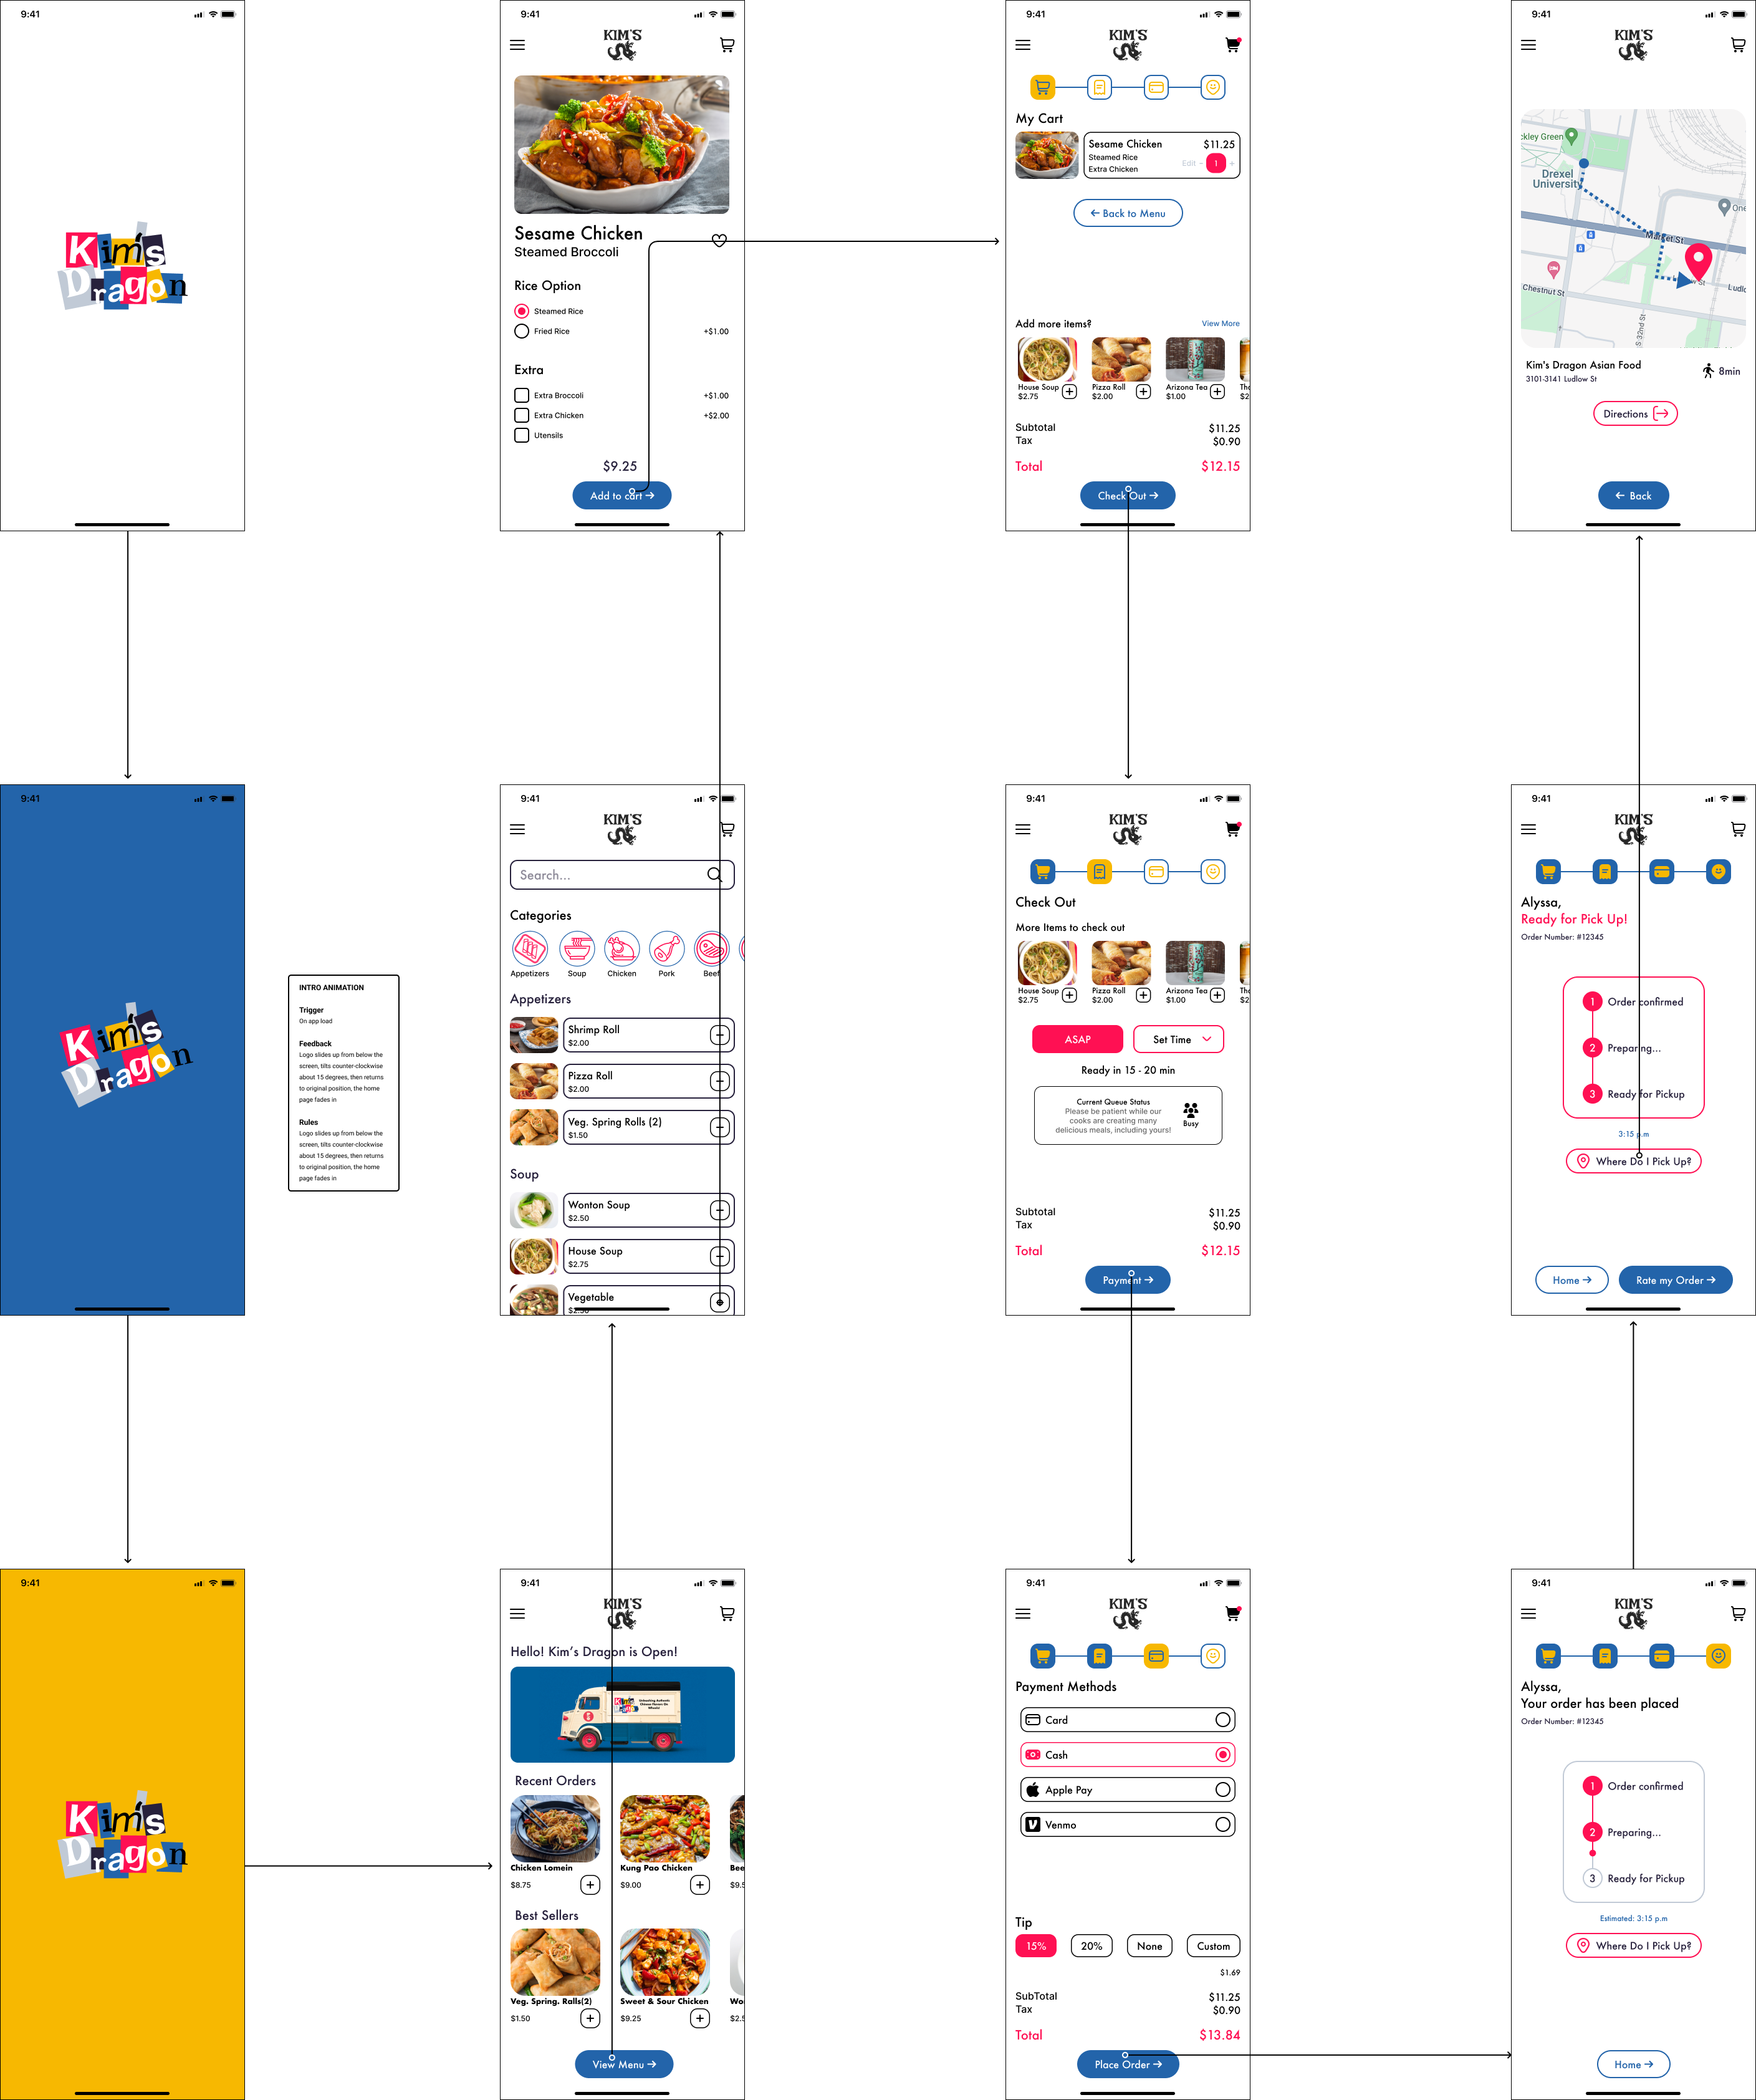 9:41
Kim's
Dragon
9:41
Kim's
Dragon
INTRO ANIMATION
Trigger
On app load
Feedback
Logo slides up from below the
screen, tilts counter-clockwise
about 15 degrees, then returns
to original position, the home
page fades in
Rules
Logo slides up from below the
screen, tilts counter-clockwise
about 15 degrees, then returns
to original position, the home
page fades in
9:41
Kim's
Dragon
9:41
KIM'S
Hello! Kim's Dragon is Open!
Kim's
Recent Orders
Chicken Lomein
$8.75
Kung Pao Chicken
$9.00
Bee
$9.5
Best Sellers
Veg. Spring. Ralls(2)
$1.50
Sweet & Sour Chicken
$9.25
Wo
$2.5
View Menu →
9:41
KIM'S
Search...
Categories
Appetizers Soup Chicken Pork Beef
Appetizers
Shrimp Roll
$2.00
Pizza Roll
$2.00
Veg. Spring Rolls (2)
$1.50
Soup
Wonton Soup
$2.50
House Soup
$2.75
Vegetable
$2.50
9:41
KIM'S
Sesame Chicken
Steamed Broccoli
Rice Option
Steamed Rice
Fried Rice +$1.00
Extra
Extra Broccoli +$1.00
Extra Chicken +$2.00
Utensils
$9.25
Add to cart →
9:41
KIM'S
My Cart
Sesame Chicken $11.25
Steamed Rice
Extra Chicken
Edit - 1 +
← Back to Menu
Add more items? View More
House Soup
$2.75
Pizza Roll
$2.00
Arizona Tea
$1.00
Tha
$2
Subtotal $11.25
Tax $0.90
Total $12.15
Check Out →
9:41
KIM'S
Check Out
More Items to check out
House Soup
$2.75
Pizza Roll
$2.00
Arizona Tea
$1.00
Tha
$2
ASAP Set Time
Ready in 15 - 20 min
Current Queue Status
Please be patient while our
cooks are creating many
delicious meals, including yours!
Busy
Subtotal $11.25
Tax $0.90
Total $12.15
Payment →
9:41
KIM'S
Payment Methods
Card
Cash
Apple Pay
Venmo
Tip
15% 20% None Custom
$1.69
SubTotal $11.25
Tax $0.90
Total $13.84
Place Order →
9:41
KIM'S
Alyssa,
Your order has been placed
Order Number: #12345
1 Order confirmed
2 Preparing...
3 Ready for Pickup
Estimated: 3:15 p.m
Where Do I Pick Up?
Home →
9:41
KIM'S
Alyssa,
Ready for Pick Up!
Order Number: #12345
1 Order confirmed
2 Preparing...
3 Ready for Pickup
3:15 p.m
Where Do I Pick Up?
Home → Rate my Order →
9:41
KIM'S
ckley Green
Drexel
University
One
Market St
Chestnut St
Ludlo
S 32nd St
Kim's Dragon Asian Food
3101-3141 Ludlow St
8min
Directions
← Back